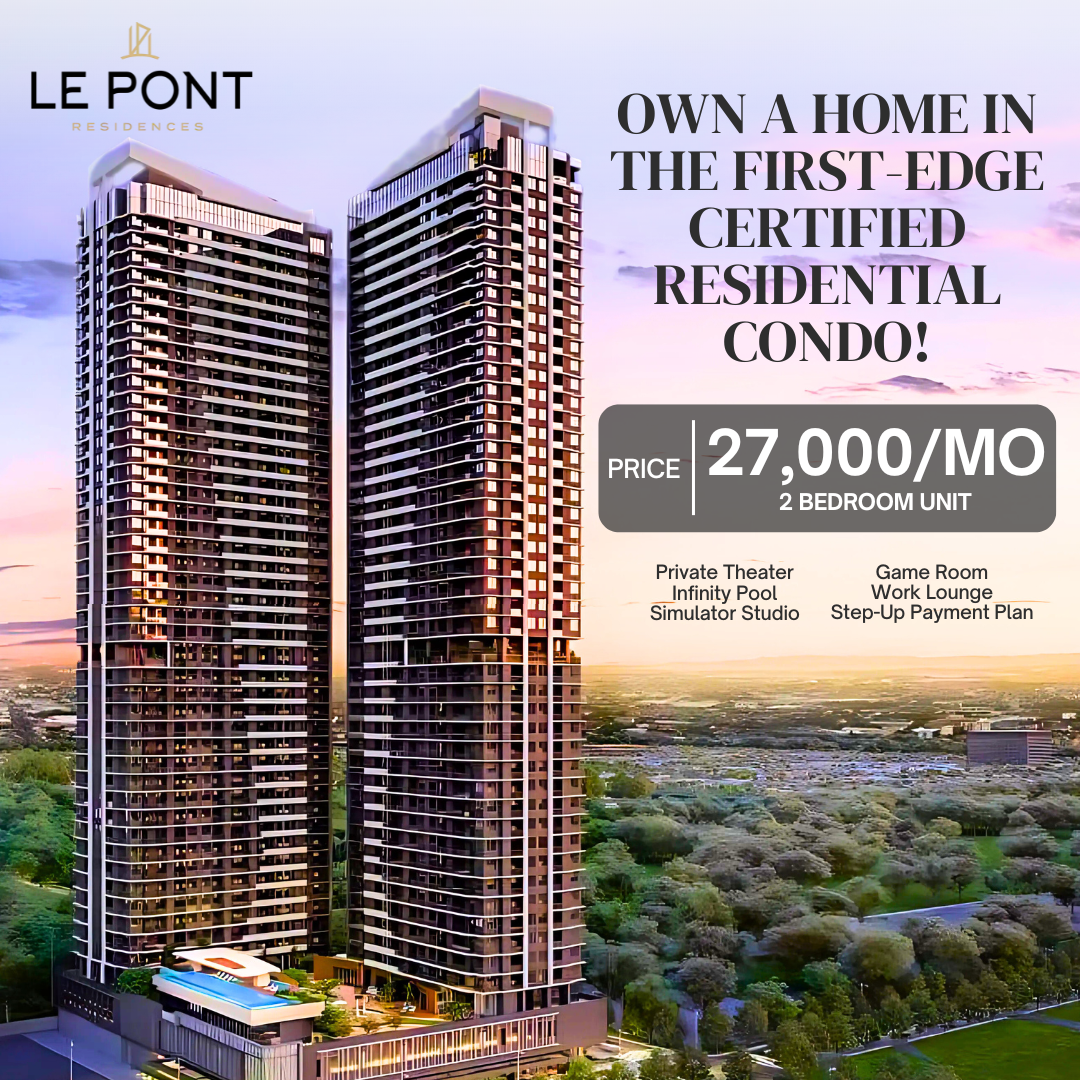 LE PONT
RESIDENCES
OWN A HOME IN
THE FIRST-EDGE
CERTIFIED
RESIDENTIAL
CONDO!
PRICE
27,000/MO
2 BEDROOM UNIT
Private Theater
Infinity Pool
Simulator Studio
Game Room
Work Lounge
Step-Up Payment Plan